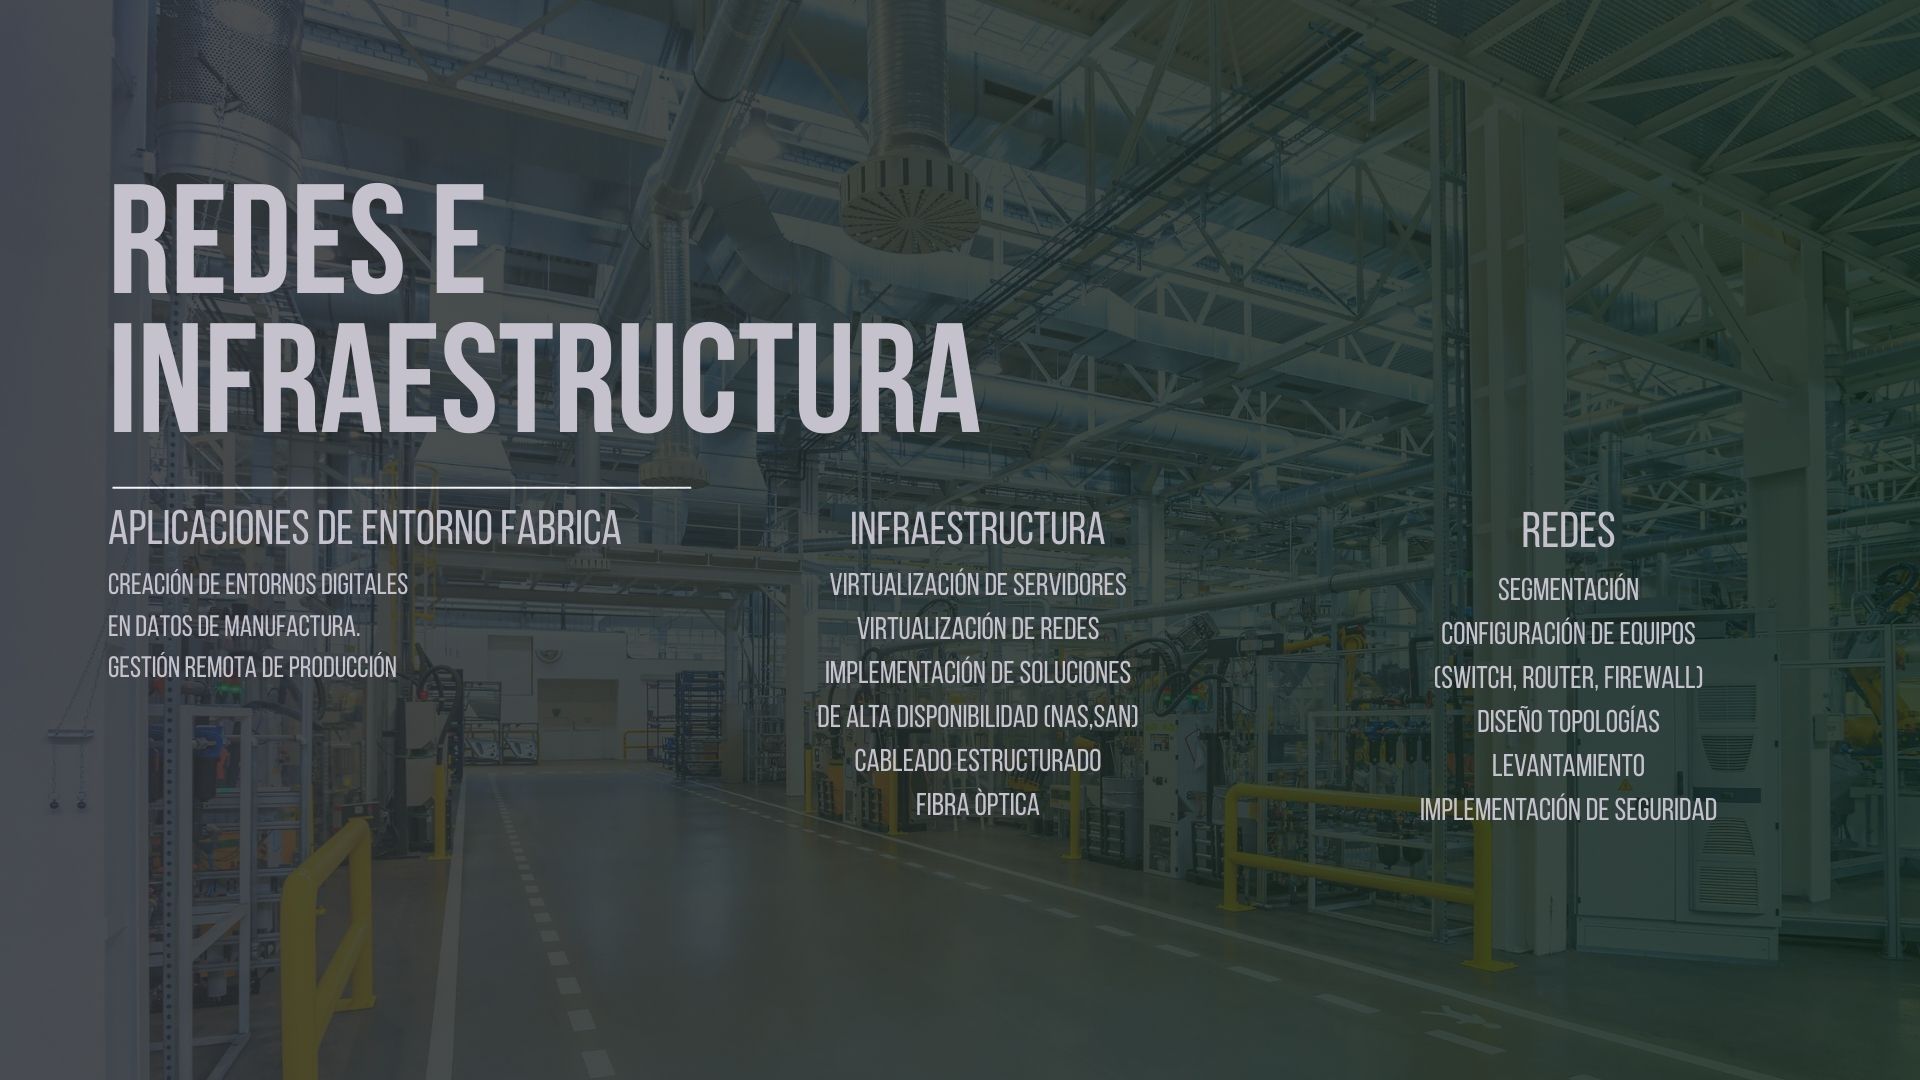 REDES E
INFRAESTRUCTURA
APLICACIONES DE ENTORNO FABRICA
CREACIÓN DE ENTORNOS DIGITALES
EN DATOS DE MANUFACTURA.
GESTIÓN REMOTA DE PRODUCCIÓN
INFRAESTRUCTURA
VIRTUALIZACIÓN DE SERVIDORES
VIRTUALIZACIÓN DE REDES
IMPLEMENTACIÓN DE SOLUCIONES
DE ALTA DISPONIBILIDAD (NAS,SAN)
CABLEADO ESTRUCTURADO
FIBRA ÒPTICA
REDES
SEGMENTACIÓN
CONFIGURACIÓN DE EQUIPOS
(SWITCH, ROUTER, FIREWALL)
DISEÑO TOPOLOGÍAS
LEVANTAMIENTO
IMPLEMENTACIÓN DE SEGURIDAD